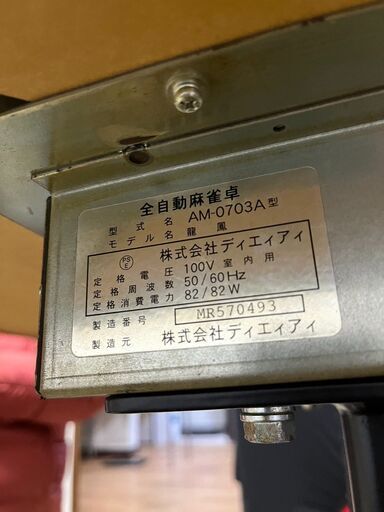 全自動麻雀卓
型式名 AM-0703A型
モデル名 龍鳳
PS
E
株式会社ディエィアイ
定格電圧 100V 室内用
定格周波数 50/60Hz
定格消費電力 82/82W
製造番号 MR570493
製造元 株式会社ディエィアイ